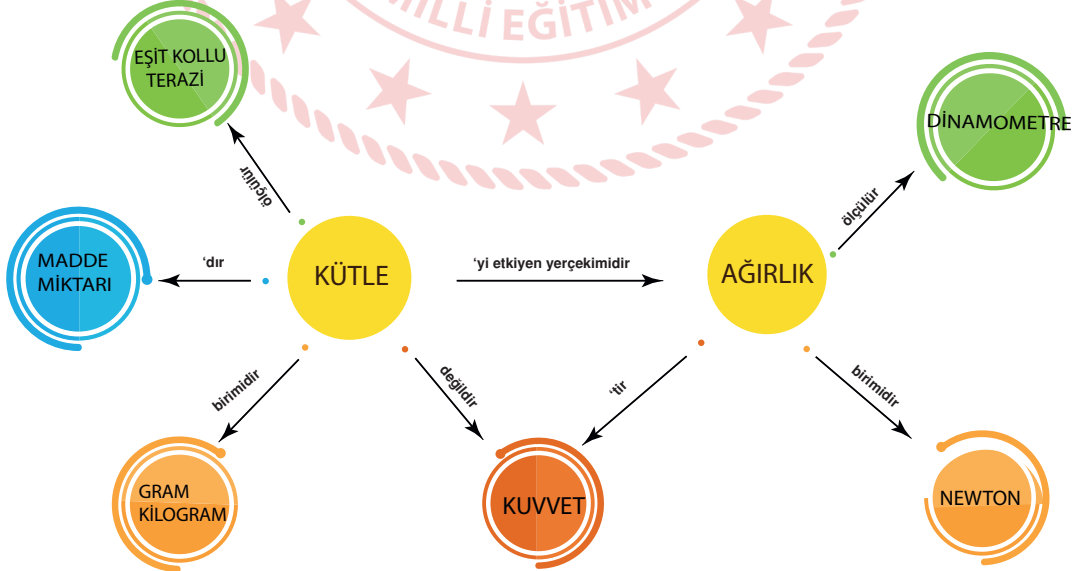 MİLLİ EĞİTİM
EŞİT KOLLU
TERAZİ
DİNAMOMETRE
ölçülür
ölçülür
MADDE
MİKTARI
'dır
KÜTLE
'yi etkiyen yerçekimidir
AĞIRLIK
birimidir
değildir
'tir
birimidir
GRAM
KİLOGRAM
KUVVET
NEWTON